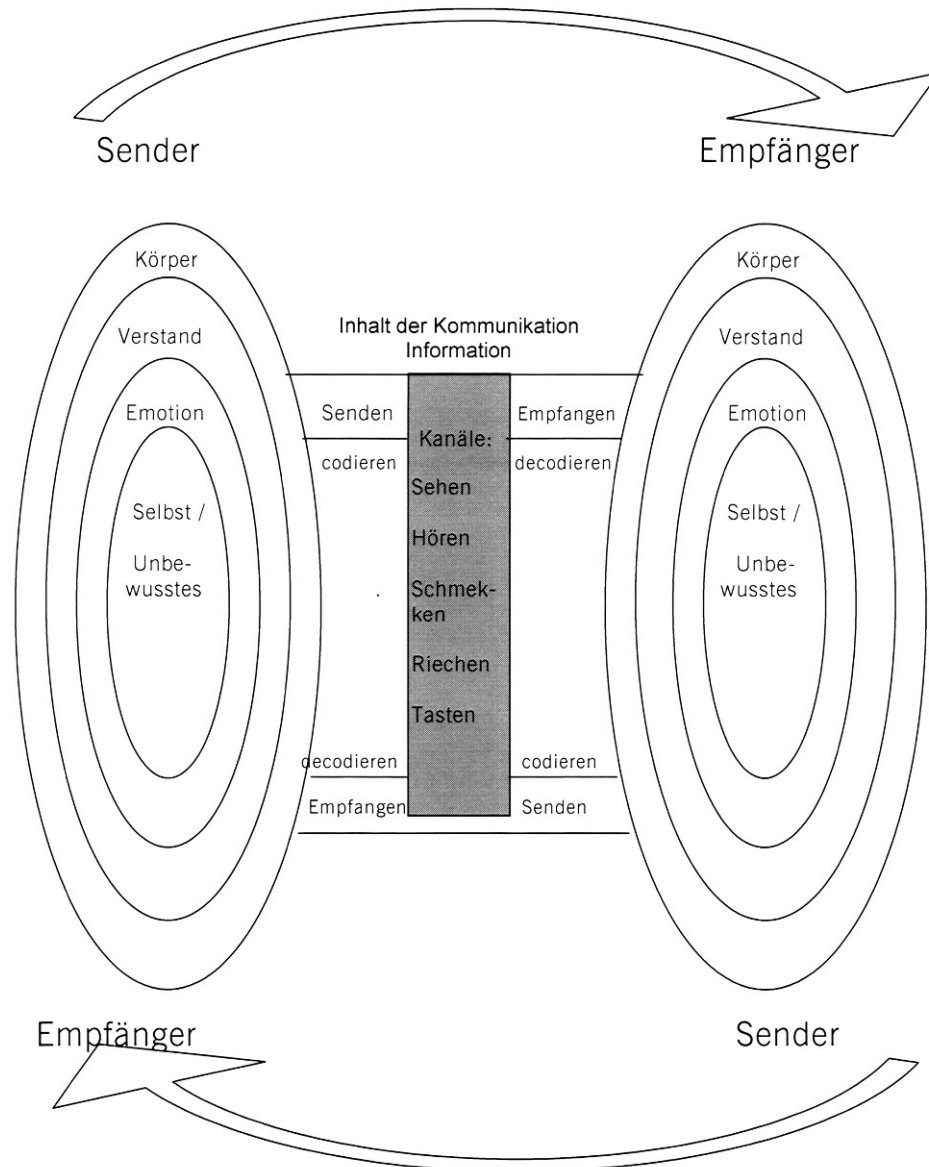 Sender
Empfänger
Körper
Verstand
Emotion
Selbst /
Unbe-
wusstes
Inhalt der Kommunikation
Information
Senden
codieren
Kanäle:
Sehen
Hören
Schmek-
ken
Riechen
Tasten
Empfangen
decodieren
decodieren
Empfangen
codieren
Senden
Körper
Verstand
Emotion
Selbst /
Unbe-
wusstes
Empfänger
Sender